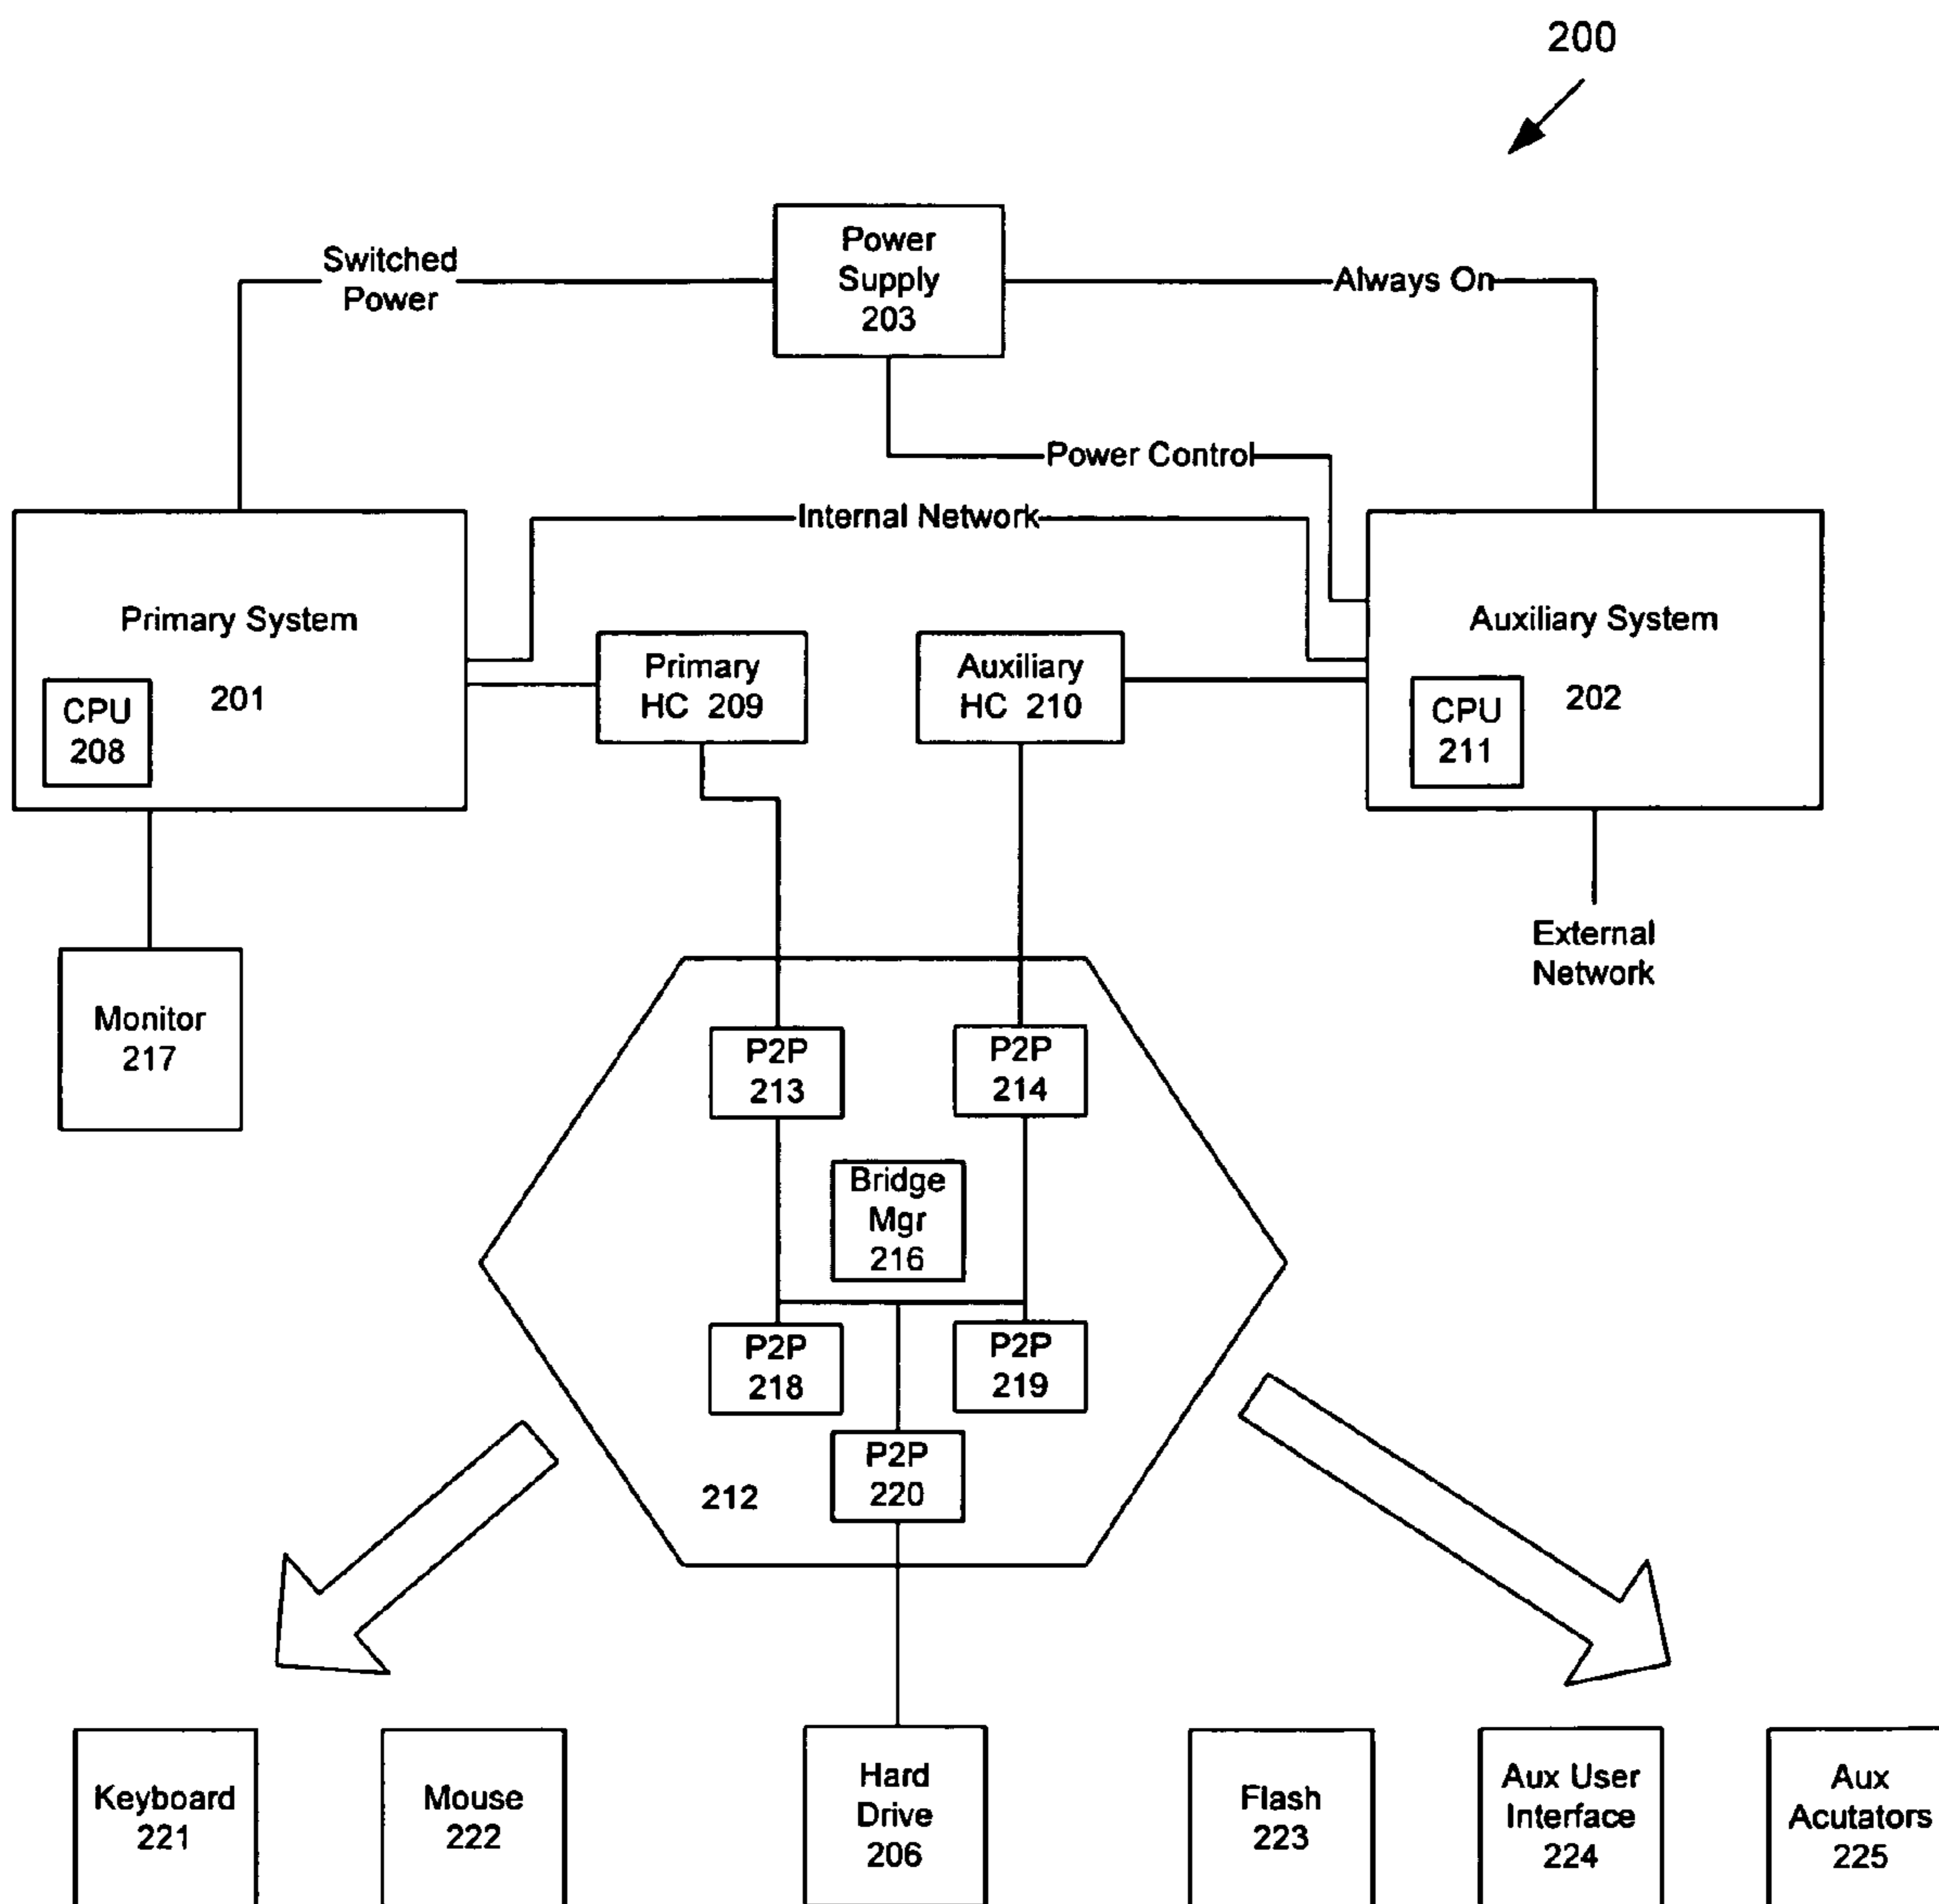 200
Power
Supply
203
Switched
Power
Always On
Power Control
Internal Network
Primary System
201
CPU
208
Primary
HC 209
Auxiliary
HC 210
Auxiliary System
202
CPU
211
External
Network
Monitor
217
P2P
213
P2P
214
Bridge
Mgr
216
P2P
218
P2P
219
P2P
220
212
Keyboard
221
Mouse
222
Hard
Drive
206
Flash
223
Aux User
Interface
224
Aux
Acutators
225